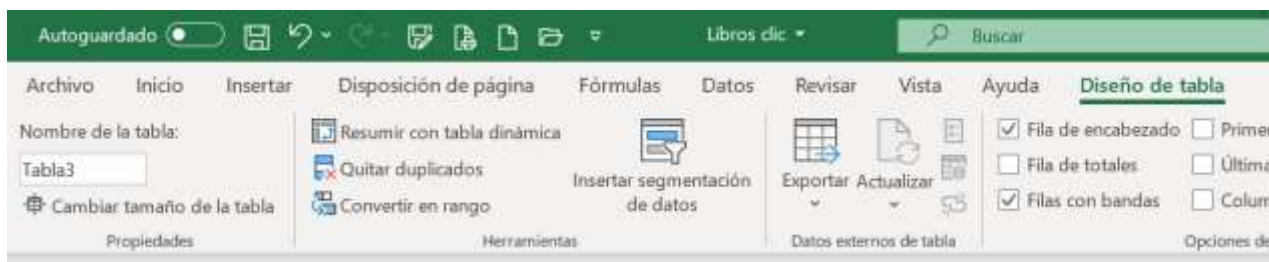 Autoguardado Libros clic Buscar
Archivo Inicio Insertar Disposición de página Fórmulas Datos Revisar Vista Ayuda Diseño de tabla
Nombre de la tabla:
Tabla3
Cambiar tamaño de la tabla
Propiedades
Resumir con tabla dinámica
Quitar duplicados
Convertir en rango
Insertar segmentación
de datos
Herramientas
Exportar Actualizar
Datos externos de tabla
Fila de encabezado Primer
Fila de totales Última
Filas con bandas Colum
Opciones de